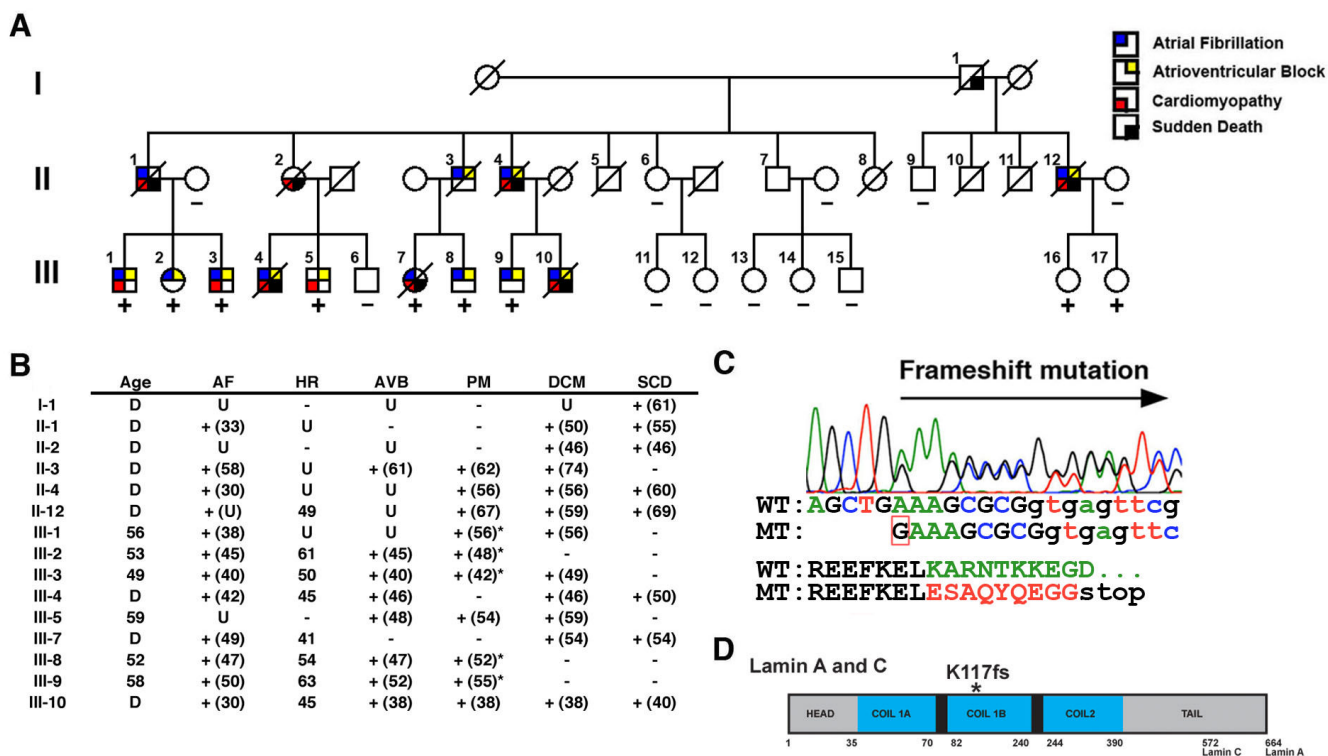 A
I
1
Atrial Fibrillation
Atrioventricular Block
Cardiomyopathy
Sudden Death
II
1 2 3 4 5 6 7 8 9 10 11 12
– – – – –
III
1 2 3 4 5 6 7 8 9 10 11 12 13 14 15 16 17
+ + + + – + + + – – – – – + +
B
Age AF HR AVB PM DCM SCD
I-1 D U - U - U + (61)
II-1 D + (33) U - - + (50) + (55)
II-2 D U - U - + (46) + (46)
II-3 D + (58) U + (61) + (62) + (74) -
II-4 D + (30) U U + (56) + (56) + (60)
II-12 D + (U) 49 U + (67) + (59) + (69)
III-1 56 + (38) U U + (56)* + (56) -
III-2 53 + (45) 61 + (45) + (48)* - -
III-3 49 + (40) 50 + (40) + (42)* + (49) -
III-4 D + (42) 45 + (46) - + (46) + (50)
III-5 59 U - + (48) + (54) + (59) -
III-7 D + (49) 41 - - + (54) + (54)
III-8 52 + (47) 54 + (47) + (52)* - -
III-9 58 + (50) 63 + (52) + (55)* - -
III-10 D + (30) 45 + (38) + (38) + (38) + (40)
C
Frameshift mutation
WT:AGCTGAAAGCGCGgtgagttcg
MT: GAAAGCGCGgtgagttc
WT:REEFKELKARNTKKEGD...
MT:REEFKELESAQYQEGGstop
D
Lamin A and C
K117fs
*
HEAD COIL 1A COIL 1B COIL2 TAIL
1 35 70 82 240 244 390 572 664
Lamin C Lamin A